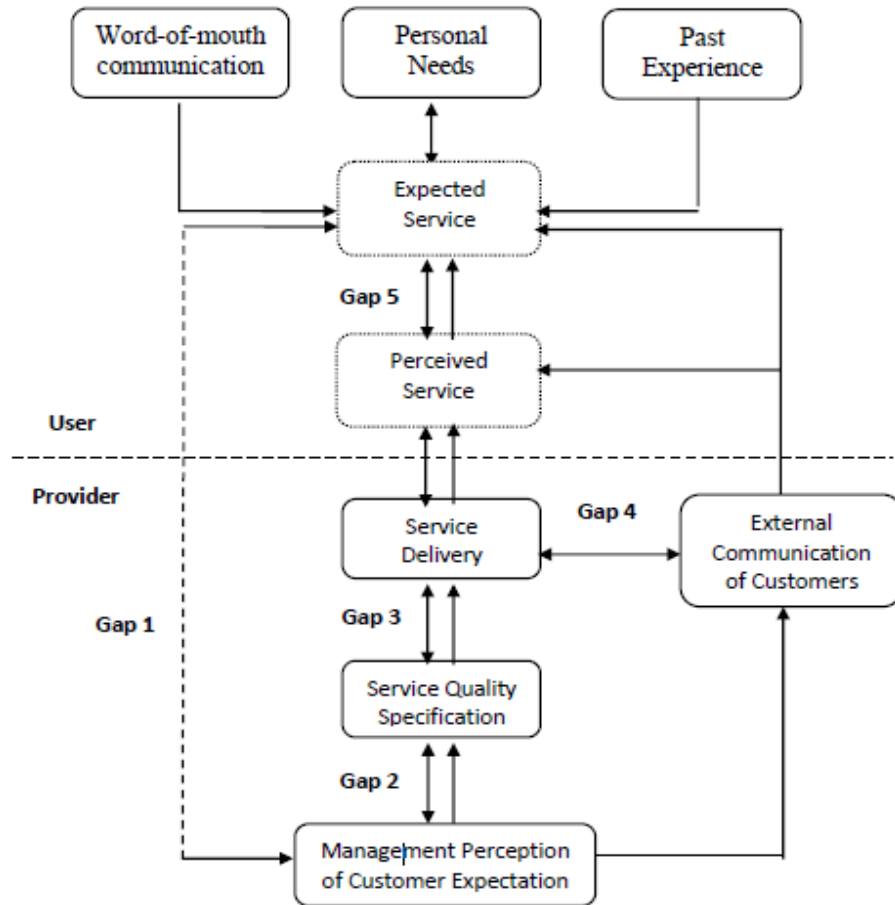 Word-of-mouth
communication
Personal
Needs
Past
Experience
Expected
Service
Gap 5
Perceived
Service
User
Provider
Service
Delivery
Gap 4
External
Communication
of Customers
Gap 1
Gap 3
Service Quality
Specification
Gap 2
Management Perception
of Customer Expectation